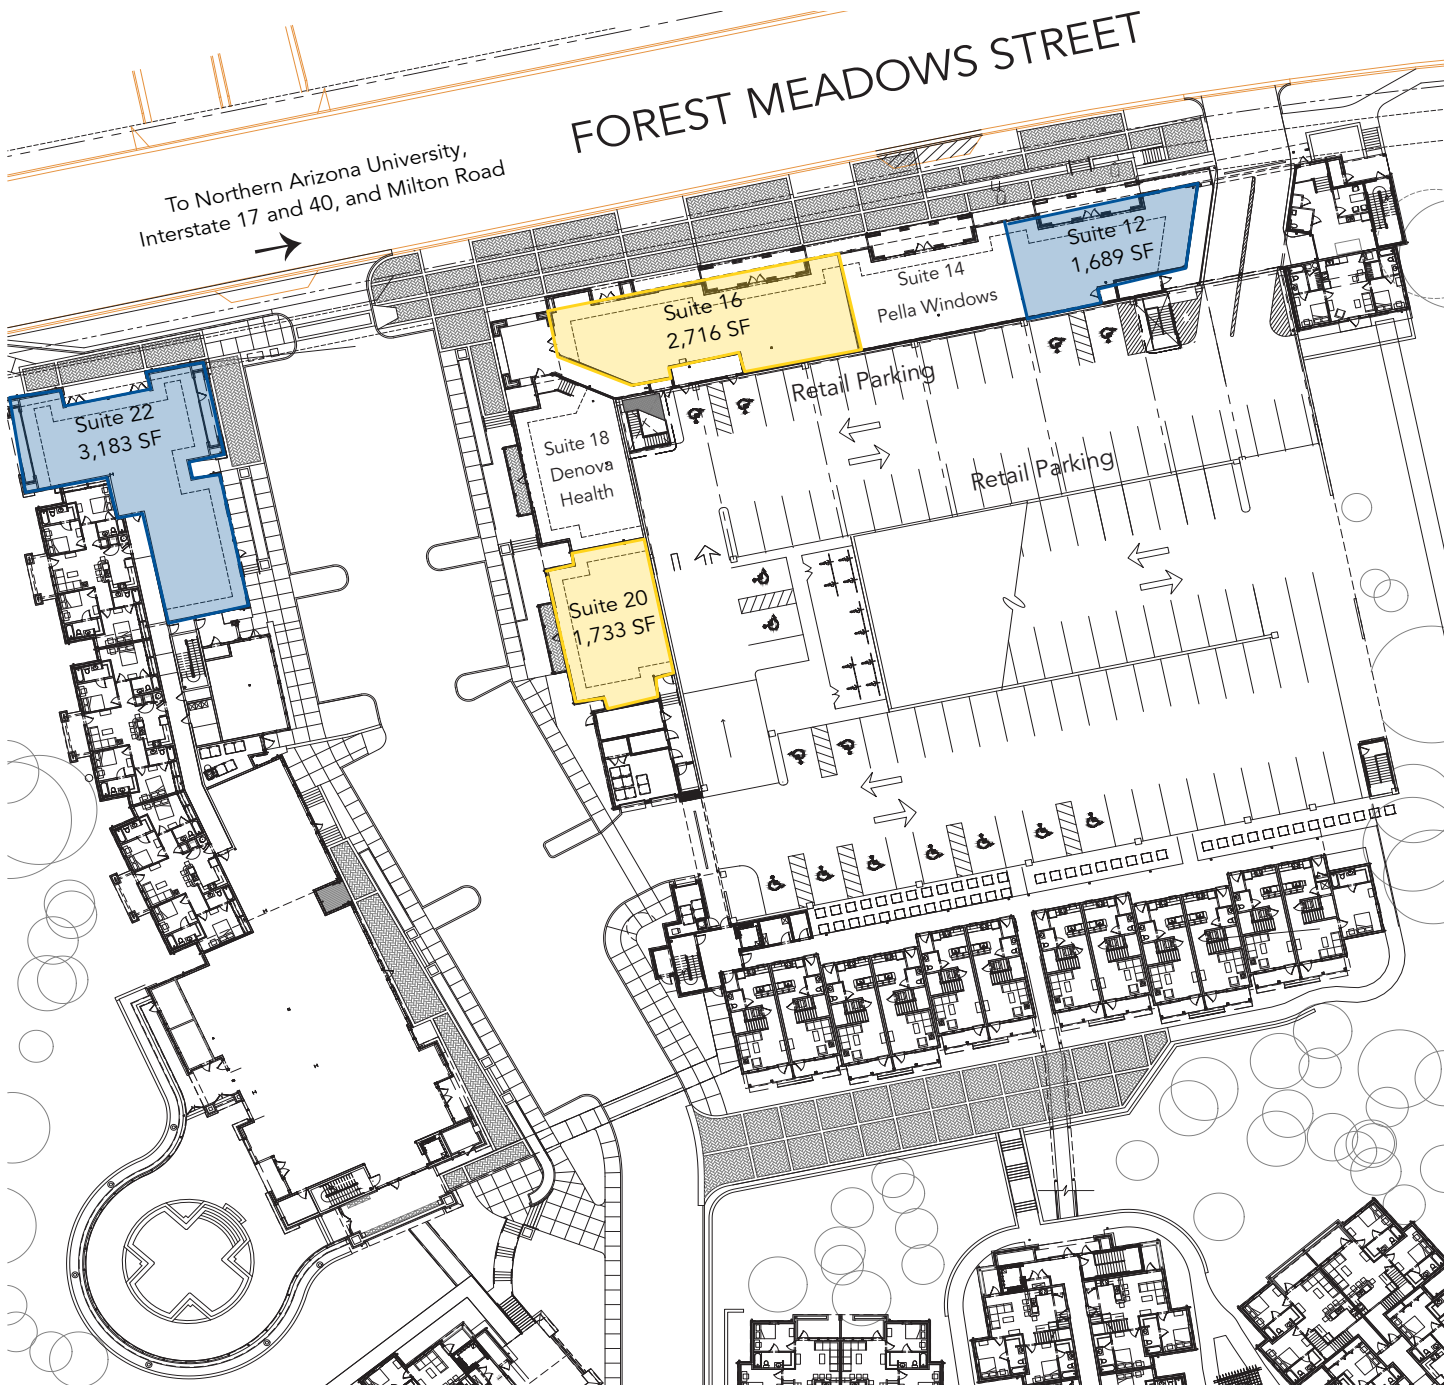 FOREST MEADOWS STREET
To Northern Arizona University,
Interstate 17 and 40, and Milton Road
Suite 12
1,689 SF
Suite 14
Pella Windows
Suite 16
2,716 SF
Retail Parking
Suite 22
3,183 SF
Suite 18
Denova
Health
Retail Parking
Suite 20
1,733 SF